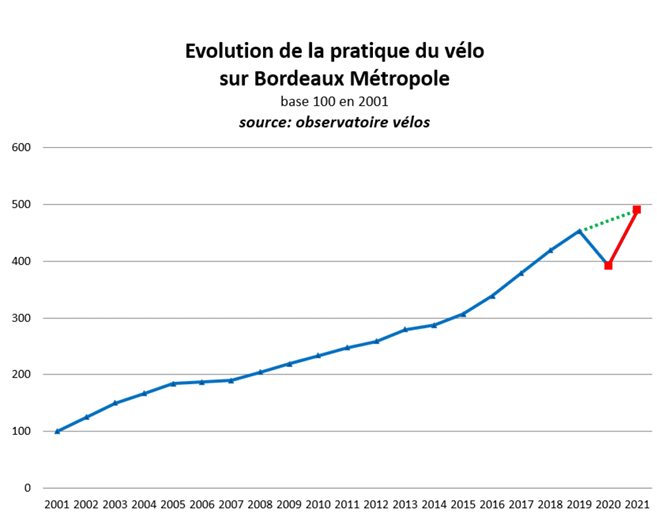 Evolution de la pratique du vélo
sur Bordeaux Métropole
base 100 en 2001
source: observatoire vélos
600
500
400
300
200
100
0
2001 2002 2003 2004 2005 2006 2007 2008 2009 2010 2011 2012 2013 2014 2015 2016 2017 2018 2019 2020 2021